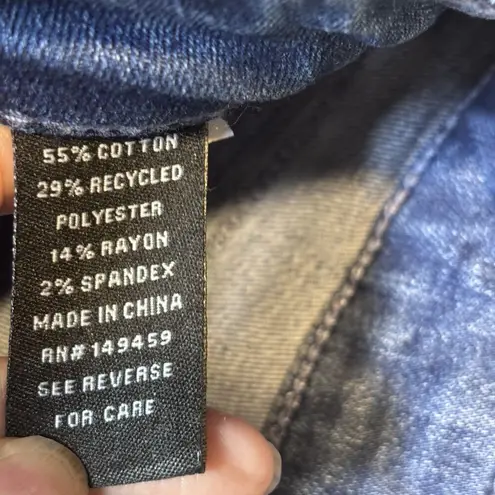 55% COTTON
29% RECYCLED
POLYESTER
14% RAYON
2% SPANDEX
MADE IN CHINA
RN# 149459
SEE REVERSE
FOR CARE